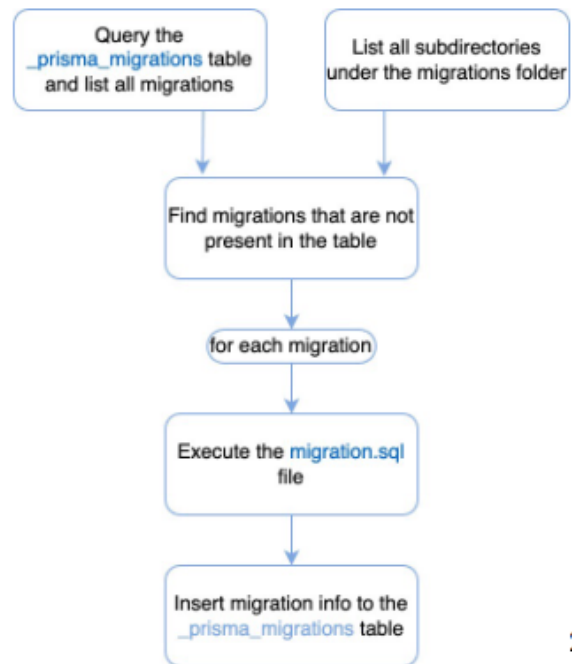 Query the
_prisma_migrations table
and list all migrations
List all subdirectories
under the migrations folder
Find migrations that are not
present in the table
for each migration
Execute the migration.sql
file
Insert migration info to the
_prisma_migrations table